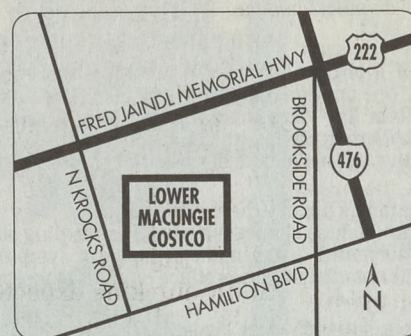 222
FRED JAINDL MEMORIAL HWY
BROOKSIDE ROAD
476
N KROCKS ROAD
LOWER
MACUNGIE
COSTCO
HAMILTON BLVD
N